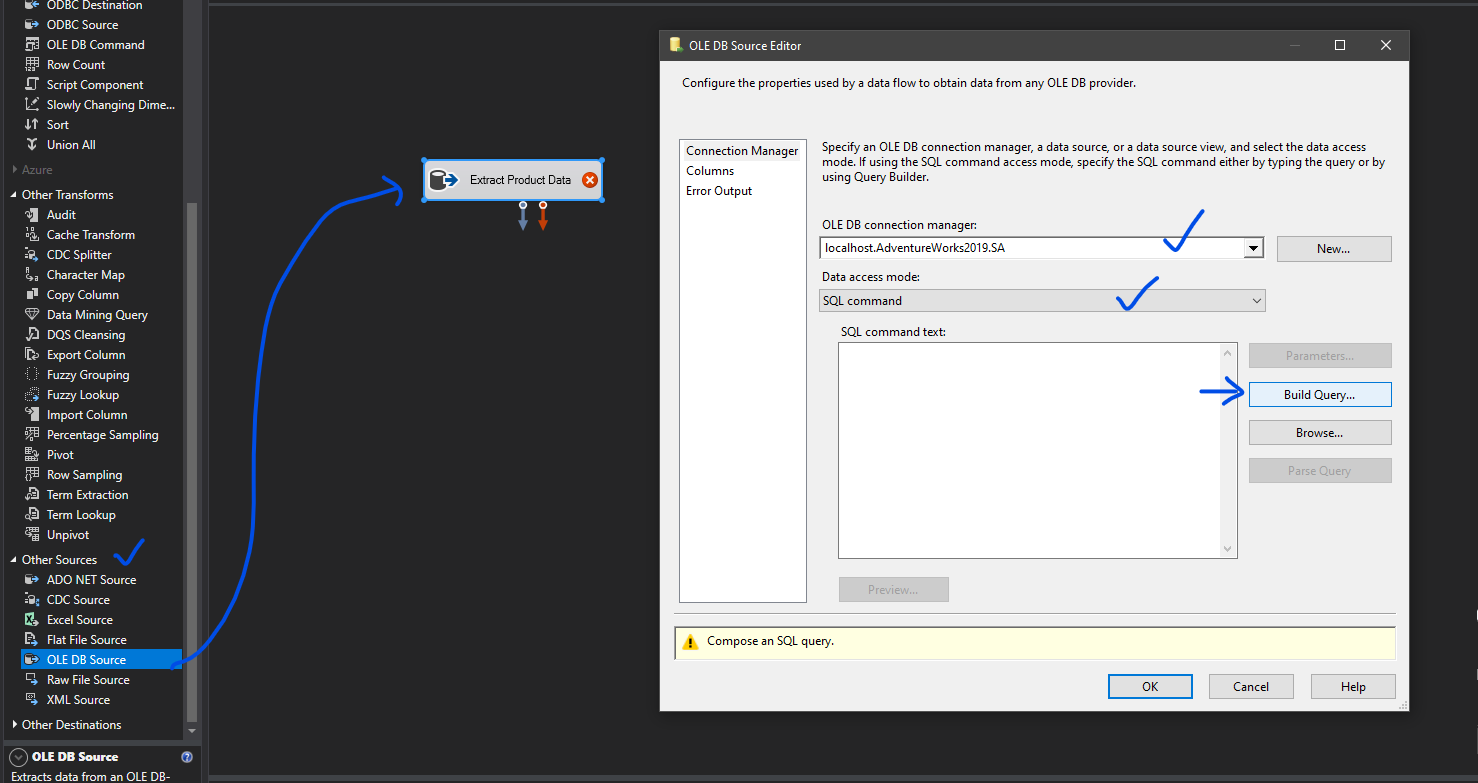 ODBC Destination
ODBC Source
OLE DB Command
Row Count
Script Component
Slowly Changing Dime...
Sort
Union All
Azure
Other Transforms
Audit
Cache Transform
CDC Splitter
Character Map
Copy Column
Data Mining Query
DQS Cleansing
Export Column
Fuzzy Grouping
Fuzzy Lookup
Import Column
Percentage Sampling
Pivot
Row Sampling
Term Extraction
Term Lookup
Unpivot
Other Sources
ADO NET Source
CDC Source
Excel Source
Flat File Source
OLE DB Source
Raw File Source
XML Source
Other Destinations
OLE DB Source
Extracts data from an OLE DB-
Extract Product Data
OLE DB Source Editor
Configure the properties used by a data flow to obtain data from any OLE DB provider.
Connection Manager
Columns
Error Output
Specify an OLE DB connection manager, a data source, or a data source view, and select the data access
mode. If using the SQL command access mode, specify the SQL command either by typing the query or by
using Query Builder.
OLE DB connection manager:
localhost.AdventureWorks2019.SA
New...
Data access mode:
SQL command
SQL command text:
Parameters...
Build Query...
Browse...
Parse Query
Preview...
Compose an SQL query.
OK
Cancel
Help